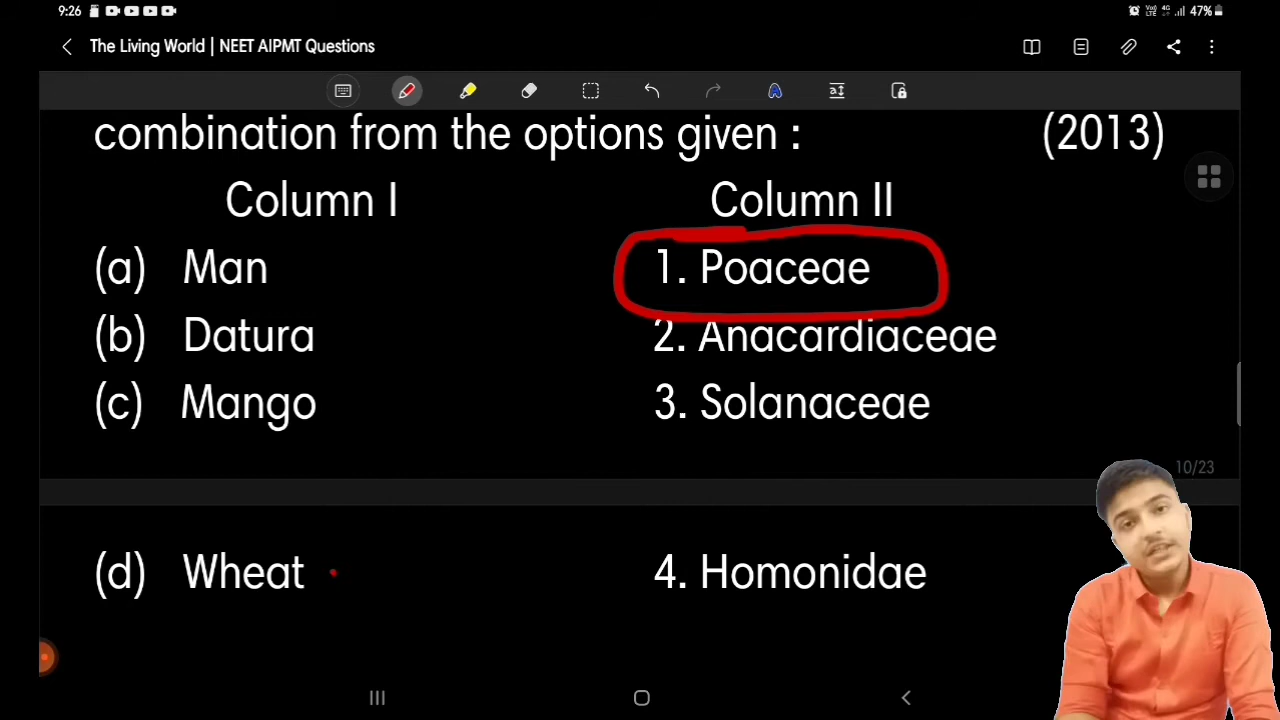 9:26 47%
The Living World | NEET AIPMT Questions
combination from the options given : (2013)
Column I Column II
(a) Man 1. Poaceae
(b) Datura 2. Anacardiaceae
(c) Mango 3. Solanaceae
10/23
(d) Wheat 4. Homonidae